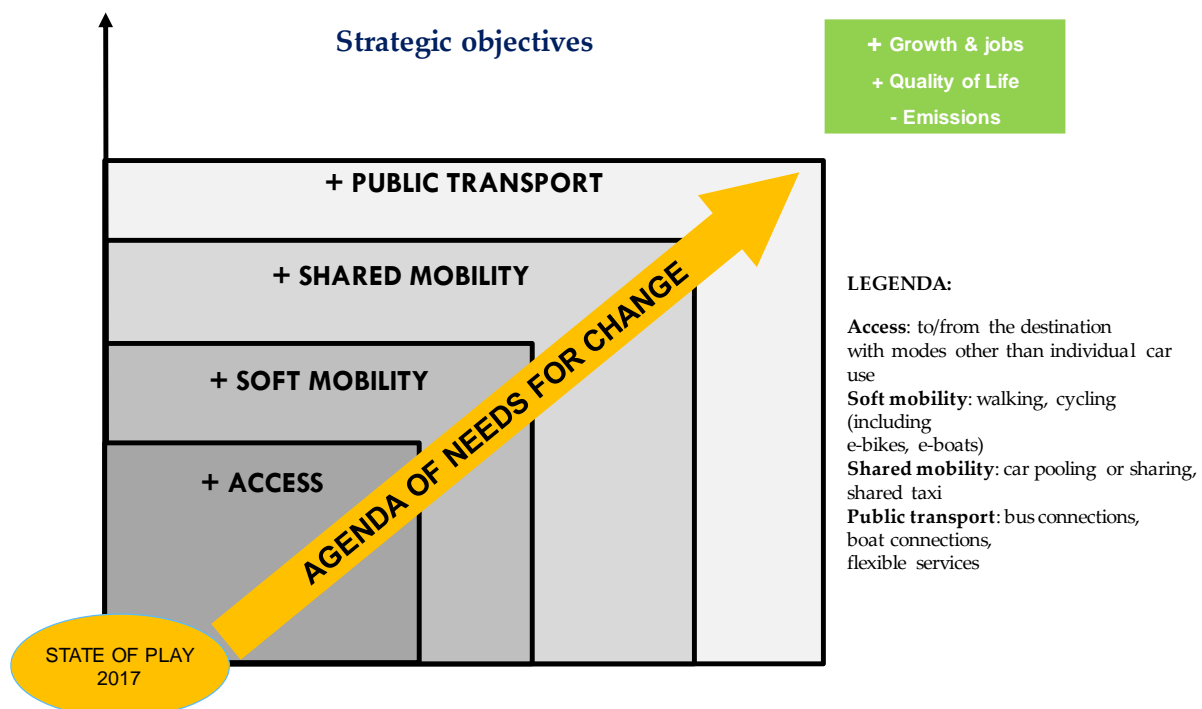 Strategic objectives
+ Growth & jobs
+ Quality of Life
- Emissions
+ PUBLIC TRANSPORT
+ SHARED MOBILITY
+ SOFT MOBILITY
+ ACCESS
AGENDA OF NEEDS FOR CHANGE
STATE OF PLAY
2017
LEGENDA:
Access: to/from the destination
with modes other than individual car
use
Soft mobility: walking, cycling
(including
e-bikes, e-boats)
Shared mobility: car pooling or sharing,
shared taxi
Public transport: bus connections,
boat connections,
flexible services